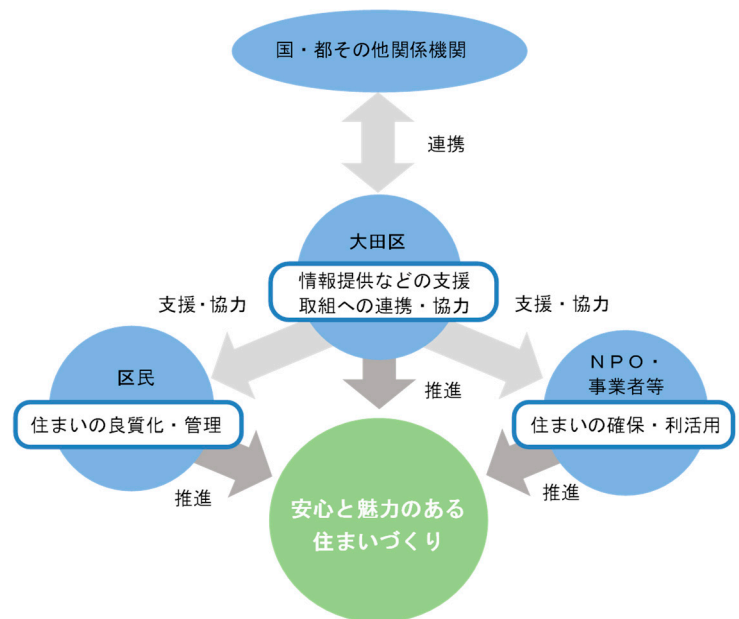 国・都その他関係機関
連携
大田区
情報提供などの支援
取組への連携・協力
支援・協力
支援・協力
区民
住まいの良質化・管理
NPO・
事業者等
住まいの確保・利活用
推進
推進
推進
安心と魅力のある
住まいづくり